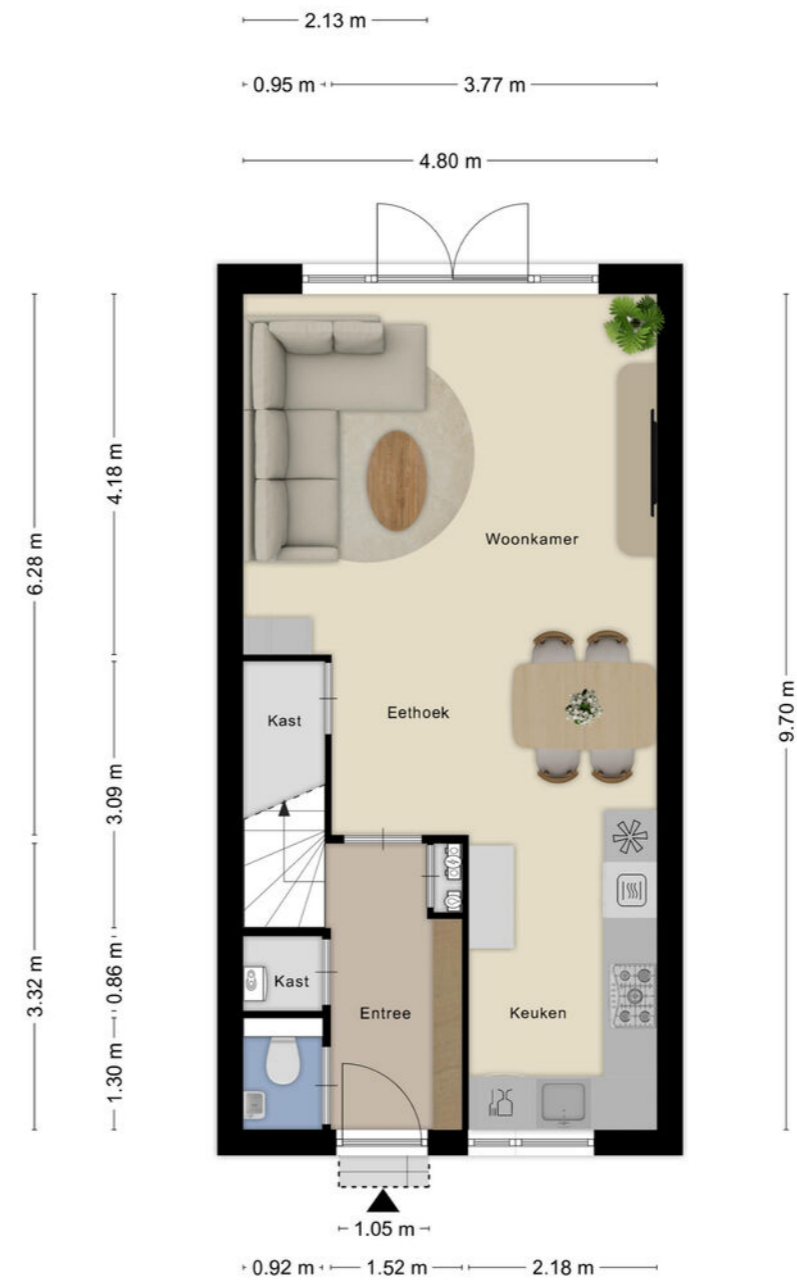 2.13 m
0.95 m
3.77 m
4.80 m
4.18 m
6.28 m
Woonkamer
9.70 m
Kast
Eethoek
3.09 m
3.32 m
0.86 m
Kast
Entree
Keuken
1.30 m
1.05 m
0.92 m
1.52 m
2.18 m